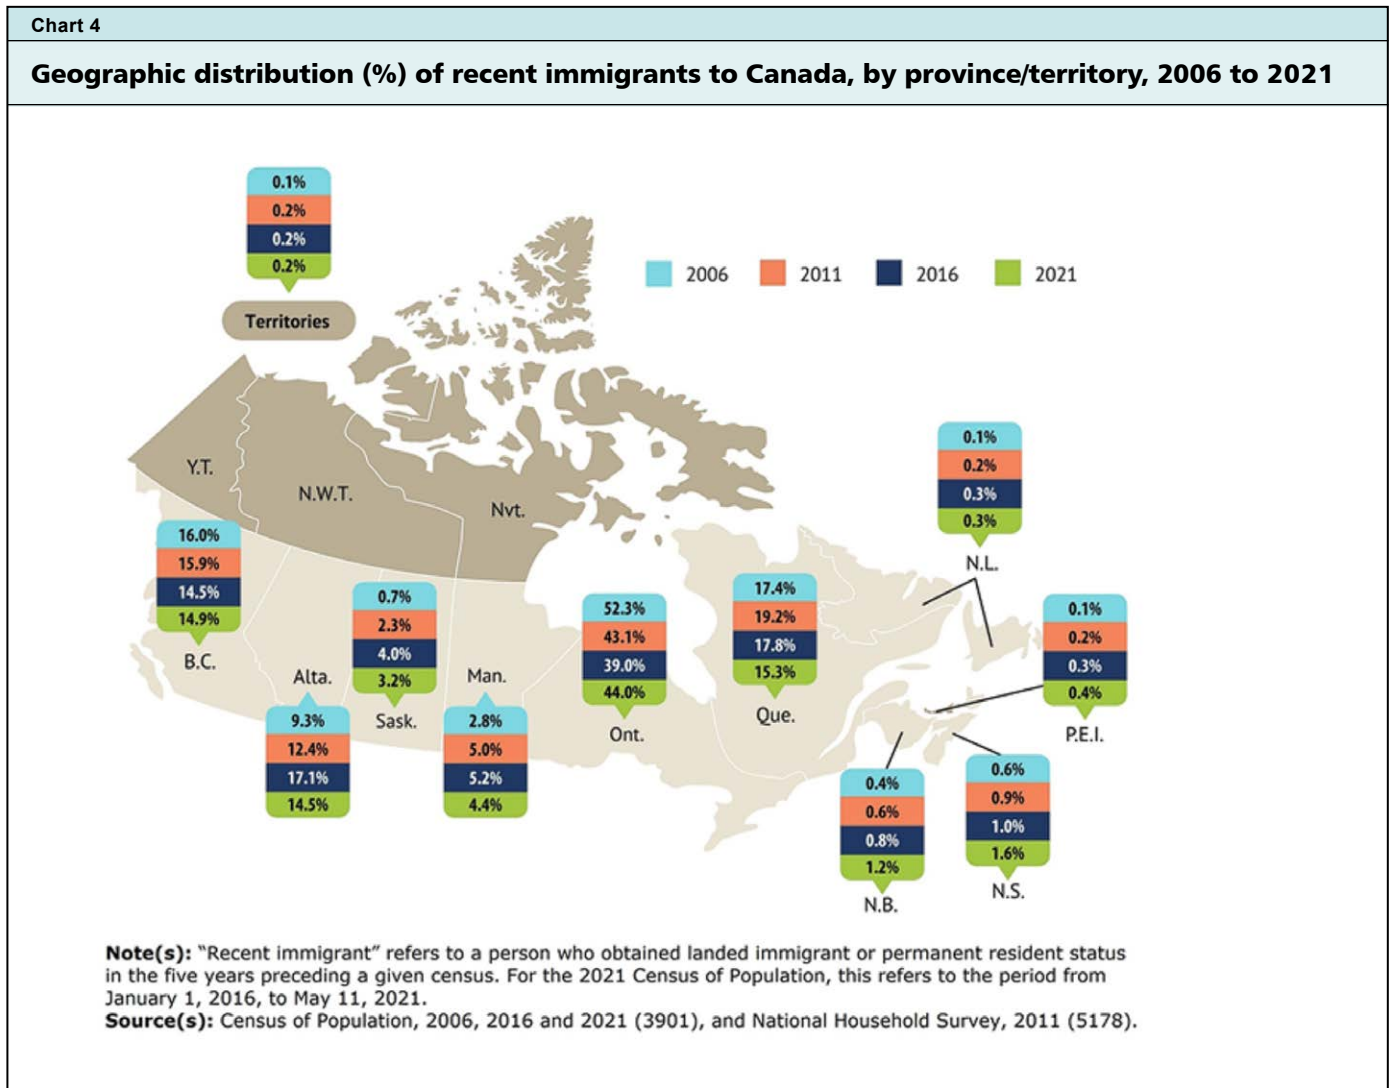 Chart 4
Geographic distribution (%) of recent immigrants to Canada, by province/territory, 2006 to 2021
0.1%
0.2%
0.2%
0.2%
Territories
2006
2011
2016
2021
Y.T.
N.W.T.
Nvt.
16.0%
15.9%
14.5%
14.9%
B.C.
Alta.
9.3%
12.4%
17.1%
14.5%
0.7%
2.3%
4.0%
3.2%
Sask.
Man.
2.8%
5.0%
5.2%
4.4%
52.3%
43.1%
39.0%
44.0%
Ont.
17.4%
19.2%
17.8%
15.3%
Que.
0.1%
0.2%
0.3%
0.3%
N.L.
0.1%
0.2%
0.3%
0.4%
P.E.I.
0.4%
0.6%
0.8%
1.2%
N.B.
0.6%
0.9%
1.0%
1.6%
N.S.
Note(s): “Recent immigrant” refers to a person who obtained landed immigrant or permanent resident status
in the five years preceding a given census. For the 2021 Census of Population, this refers to the period from
January 1, 2016, to May 11, 2021.
Source(s): Census of Population, 2006, 2016 and 2021 (3901), and National Household Survey, 2011 (5178).